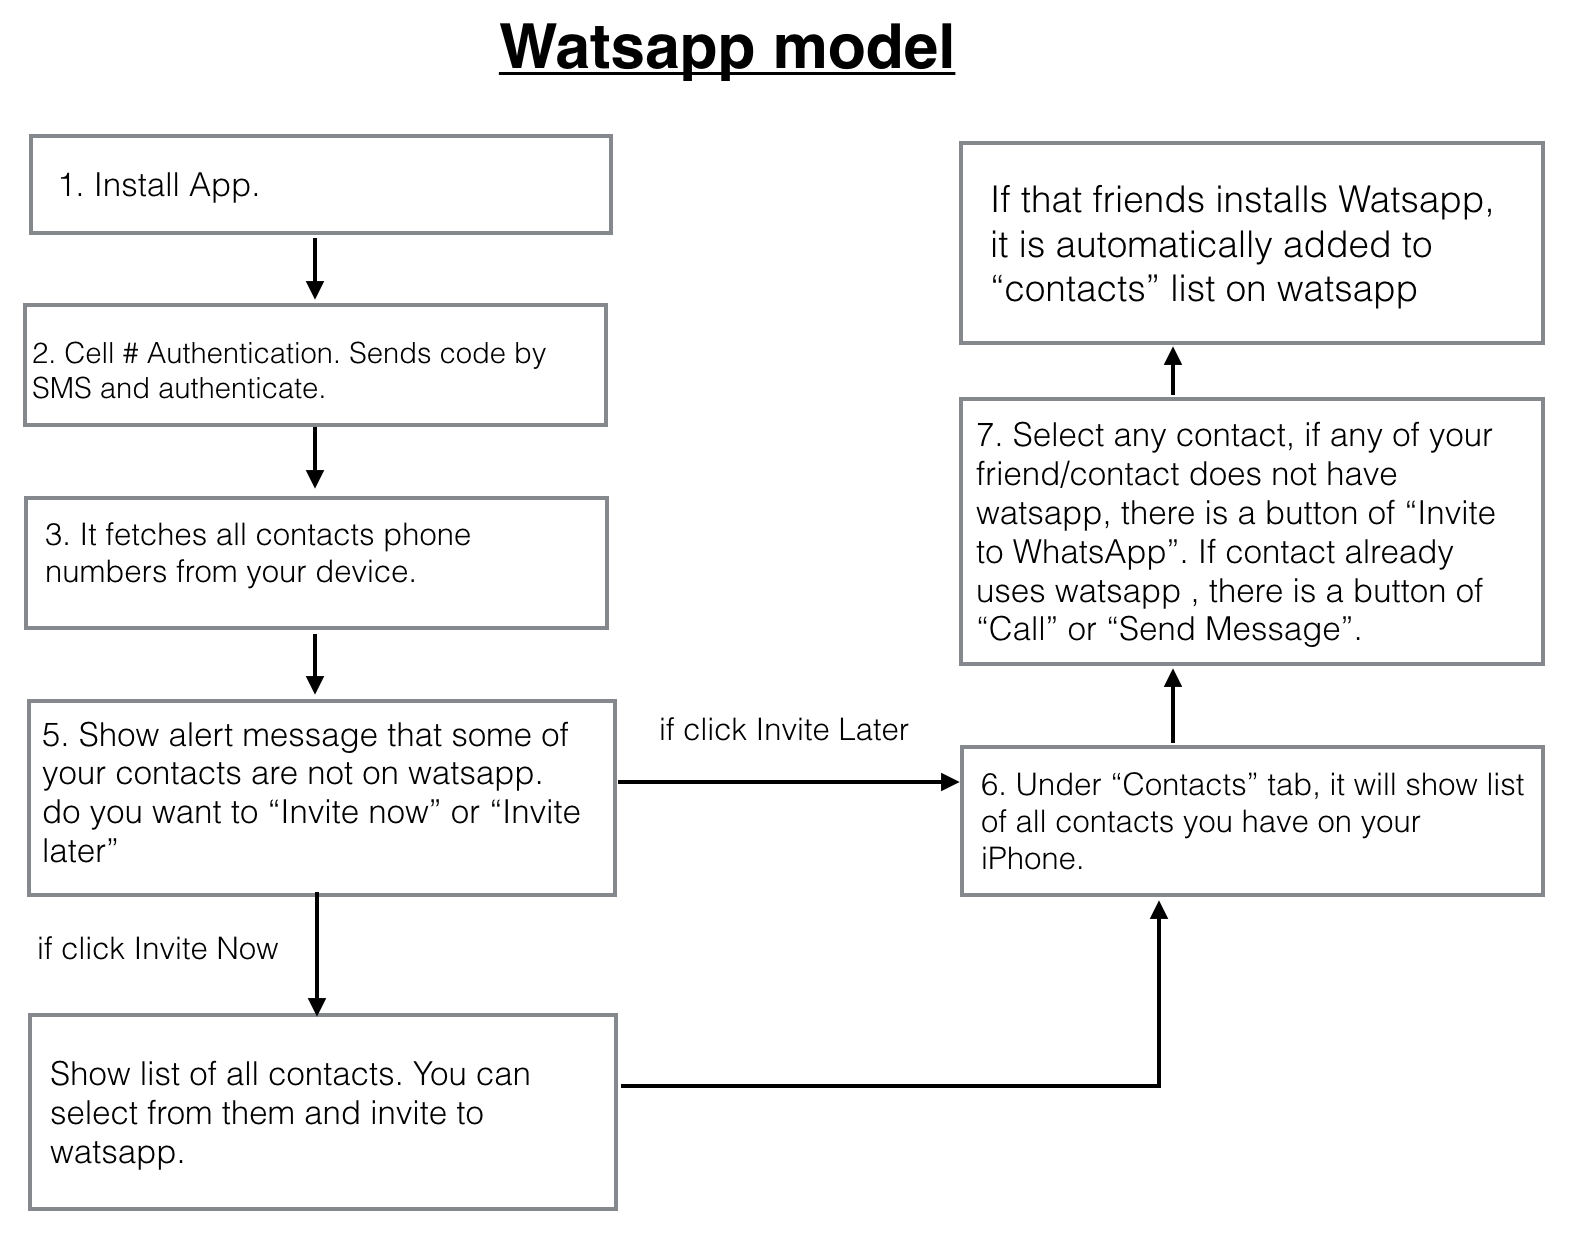 Watsapp model
1. Install App.
2. Cell # Authentication. Sends code by
SMS and authenticate.
3. It fetches all contacts phone
numbers from your device.
5. Show alert message that some of
your contacts are not on watsapp.
do you want to “Invite now” or “Invite
later”
if click Invite Now
Show list of all contacts. You can
select from them and invite to
watsapp.
if click Invite Later
6. Under “Contacts” tab, it will show list
of all contacts you have on your
iPhone.
7. Select any contact, if any of your
friend/contact does not have
watsapp, there is a button of “Invite
to WhatsApp”. If contact already
uses watsapp , there is a button of
“Call” or “Send Message”.
If that friends installs Watsapp,
it is automatically added to
“contacts” list on watsapp